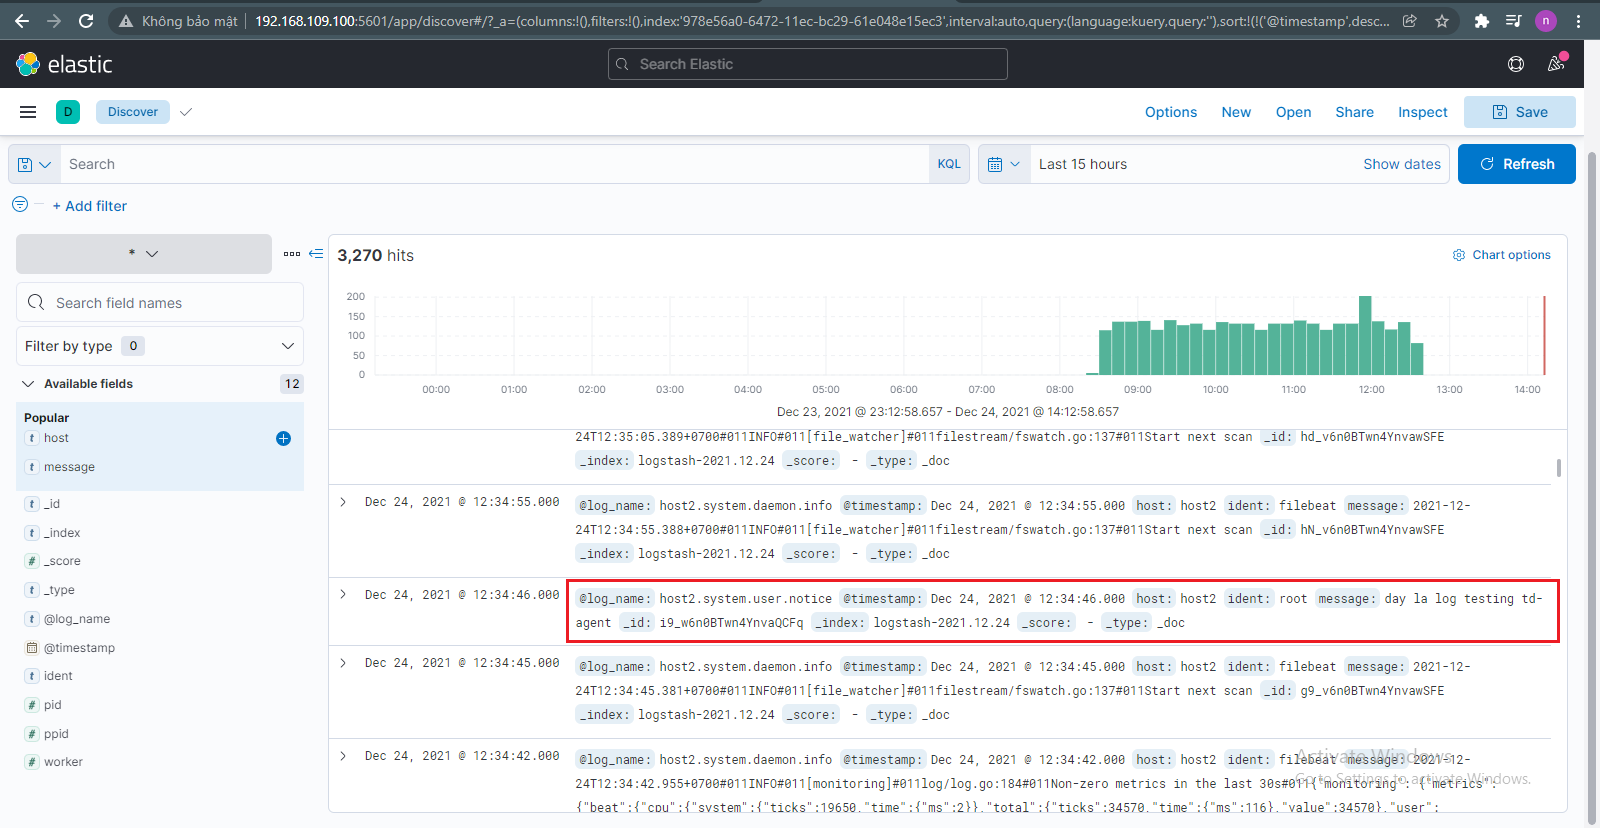 Không bảo mật
192.168.109.100:5601/app/discover#/?_a=(columns:!(),filters:!(),index:'978e56a0-6472-11ec-bc29-61e048e15ec3',interval:auto,query:(language:kuery,query:''),sort:!(!('@timestamp',desc...
n
elastic
Search Elastic
D
Discover
Options
New
Open
Share
Inspect
Save
Search
KQL
Last 15 hours
Show dates
Refresh
+ Add filter
*
3,270 hits
Chart options
Search field names
Filter by type 0
Available fields 12
Popular
t host
t message
t _id
t _index
# _score
t _type
t @log_name
@timestamp
t ident
# pid
# ppid
# worker
200
150
100
50
0
00:00 01:00 02:00 03:00 04:00 05:00 06:00 07:00 08:00 09:00 10:00 11:00 12:00 13:00 14:00
Dec 23, 2021 @ 23:12:58.657 - Dec 24, 2021 @ 14:12:58.657
24T12:35:05.389+0700#011INFO#011[file_watcher]#011filestream/fswatch.go:137#011Start next scan _id: hd_v6n0BTwn4YnvawSFE
_index: logstash-2021.12.24 _score: - _type: _doc
Dec 24, 2021 @ 12:34:55.000 @log_name: host2.system.daemon.info @timestamp: Dec 24, 2021 @ 12:34:55.000 host: host2 ident: filebeat message: 2021-12-
24T12:34:55.388+0700#011INFO#011[file_watcher]#011filestream/fswatch.go:137#011Start next scan _id: hN_v6n0BTwn4YnvawSFE
_index: logstash-2021.12.24 _score: - _type: _doc
Dec 24, 2021 @ 12:34:46.000 @log_name: host2.system.user.notice @timestamp: Dec 24, 2021 @ 12:34:46.000 host: host2 ident: root message: day la log testing td-
agent _id: i9_w6n0BTwn4YnvaQCFq _index: logstash-2021.12.24 _score: - _type: _doc
Dec 24, 2021 @ 12:34:45.000 @log_name: host2.system.daemon.info @timestamp: Dec 24, 2021 @ 12:34:45.000 host: host2 ident: filebeat message: 2021-12-
24T12:34:45.381+0700#011INFO#011[file_watcher]#011filestream/fswatch.go:137#011Start next scan _id: g9_v6n0BTwn4YnvawSFE
_index: logstash-2021.12.24 _score: - _type: _doc
Dec 24, 2021 @ 12:34:42.000 @log_name: host2.system.daemon.info @timestamp: Dec 24, 2021 @ 12:34:42.000 host: host2 ident: filebeat message: 2021-12-
24T12:34:42.955+0700#011INFO#011[monitoring]#011log/log.go:184#011Non-zero metrics in the last 30s#011{"monitoring": {"metrics":
{"beat":{"cpu":{"system":{"ticks":19650,"time":{"ms":2}},"total":{"ticks":34570,"time":{"ms":116},"value":34570},"user":
Activate Windows
Go to Settings to activate Windows.